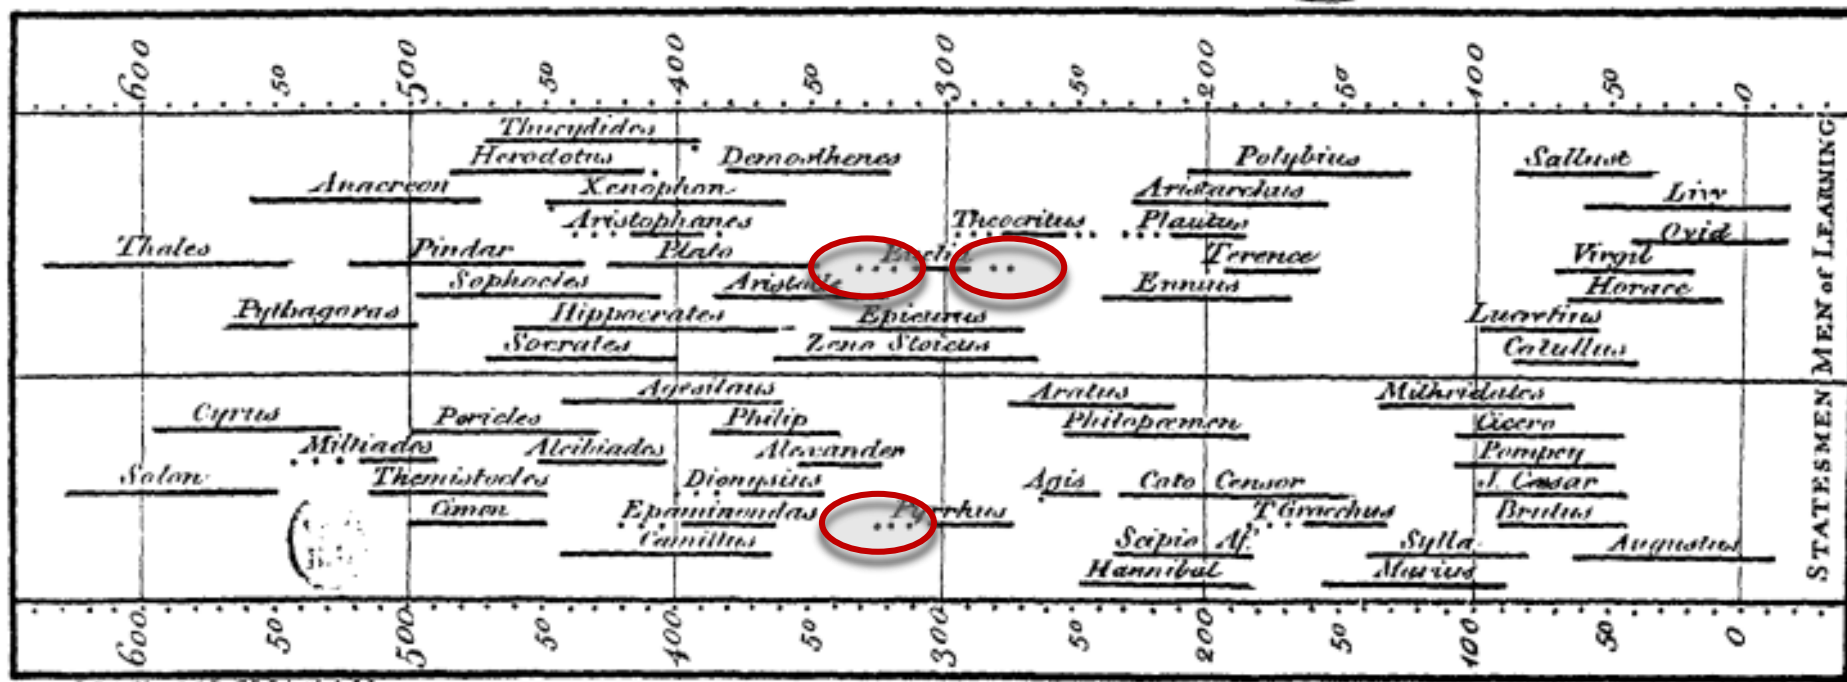 600 50 500 50 400 50 300 50 200 50 100 50 0
Thucydides
Herodotus Demosthenes Polybius Sallust
Anacreon Xenophon Aristarchus Livy
Aristophanes Theocritus Plautus Ovid
Thales Pindar Plato Euclid Terence Virgil
Sophocles Aristotle Ennius Horace
Pythagoras Hippocrates Epicurus Lucretius
Socrates Zeno Stoicus Catullus
MEN of LEARNING
Agesilaus Aratus Mithridates
Cyrus Pericles Philip Philopœmen Cicero
Miltiades Alcibiades Alexander Pompey
Solon Themistocles Dionysius Agis Cato Censor J. Cæsar
Cimon Epaminondas Pyrrhus T Gracchus Brutus
Camillus Scipio Af. Sylla Augustus
Hannibal Marius
STATESMEN
600 500 50 400 50 300 50 200 50 100 50 0